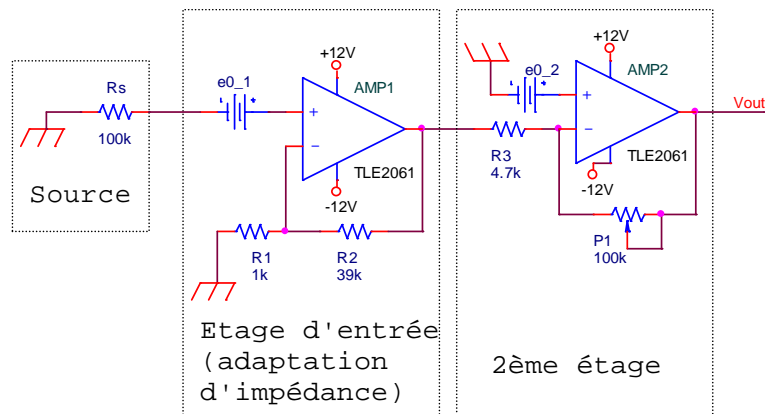 Rs
100k
Source
e0_1
+12V
AMP1
+
-
TLE2061
-12V
R1
1k
R2
39k
Etage d'entrée
(adaptation
d'impédance)
+12V
e0_2
AMP2
+
-
Vout
R3
4.7k
TLE2061
-12V
P1
100k
2ème étage